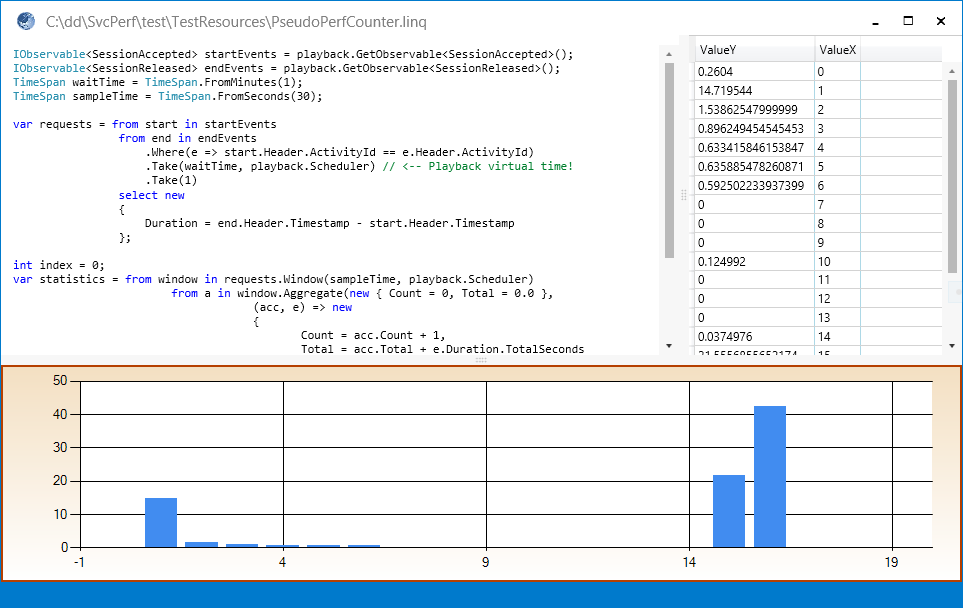 C:\dd\SvcPerf\test\TestResources\PseudoPerfCounter.linq
IObservable<SessionAccepted> startEvents = playback.GetObservable<SessionAccepted>();
IObservable<SessionReleased> endEvents = playback.GetObservable<SessionReleased>();
TimeSpan waitTime = TimeSpan.FromMinutes(1);
TimeSpan sampleTime = TimeSpan.FromSeconds(30);
var requests = from start in startEvents
from end in endEvents
.Where(e => start.Header.ActivityId == e.Header.ActivityId)
.Take(waitTime, playback.Scheduler) // <-- Playback virtual time!
.Take(1)
select new
{
Duration = end.Header.Timestamp - start.Header.Timestamp
};
int index = 0;
var statistics = from window in requests.Window(sampleTime, playback.Scheduler)
from a in window.Aggregate(new { Count = 0, Total = 0.0 },
(acc, e) => new
{
Count = acc.Count + 1,
Total = acc.Total + e.Duration.TotalSeconds
ValueY ValueX
0.2604 0
14.719544 1
1.53862547999999 2
0.896249454545453 3
0.633415846153847 4
0.635885478260871 5
0.592502233937399 6
0 7
0 8
0 9
0.124992 10
0 11
0 12
0 13
0.0374976 14
15
50
40
30
20
10
0
-1 4 9 14 19